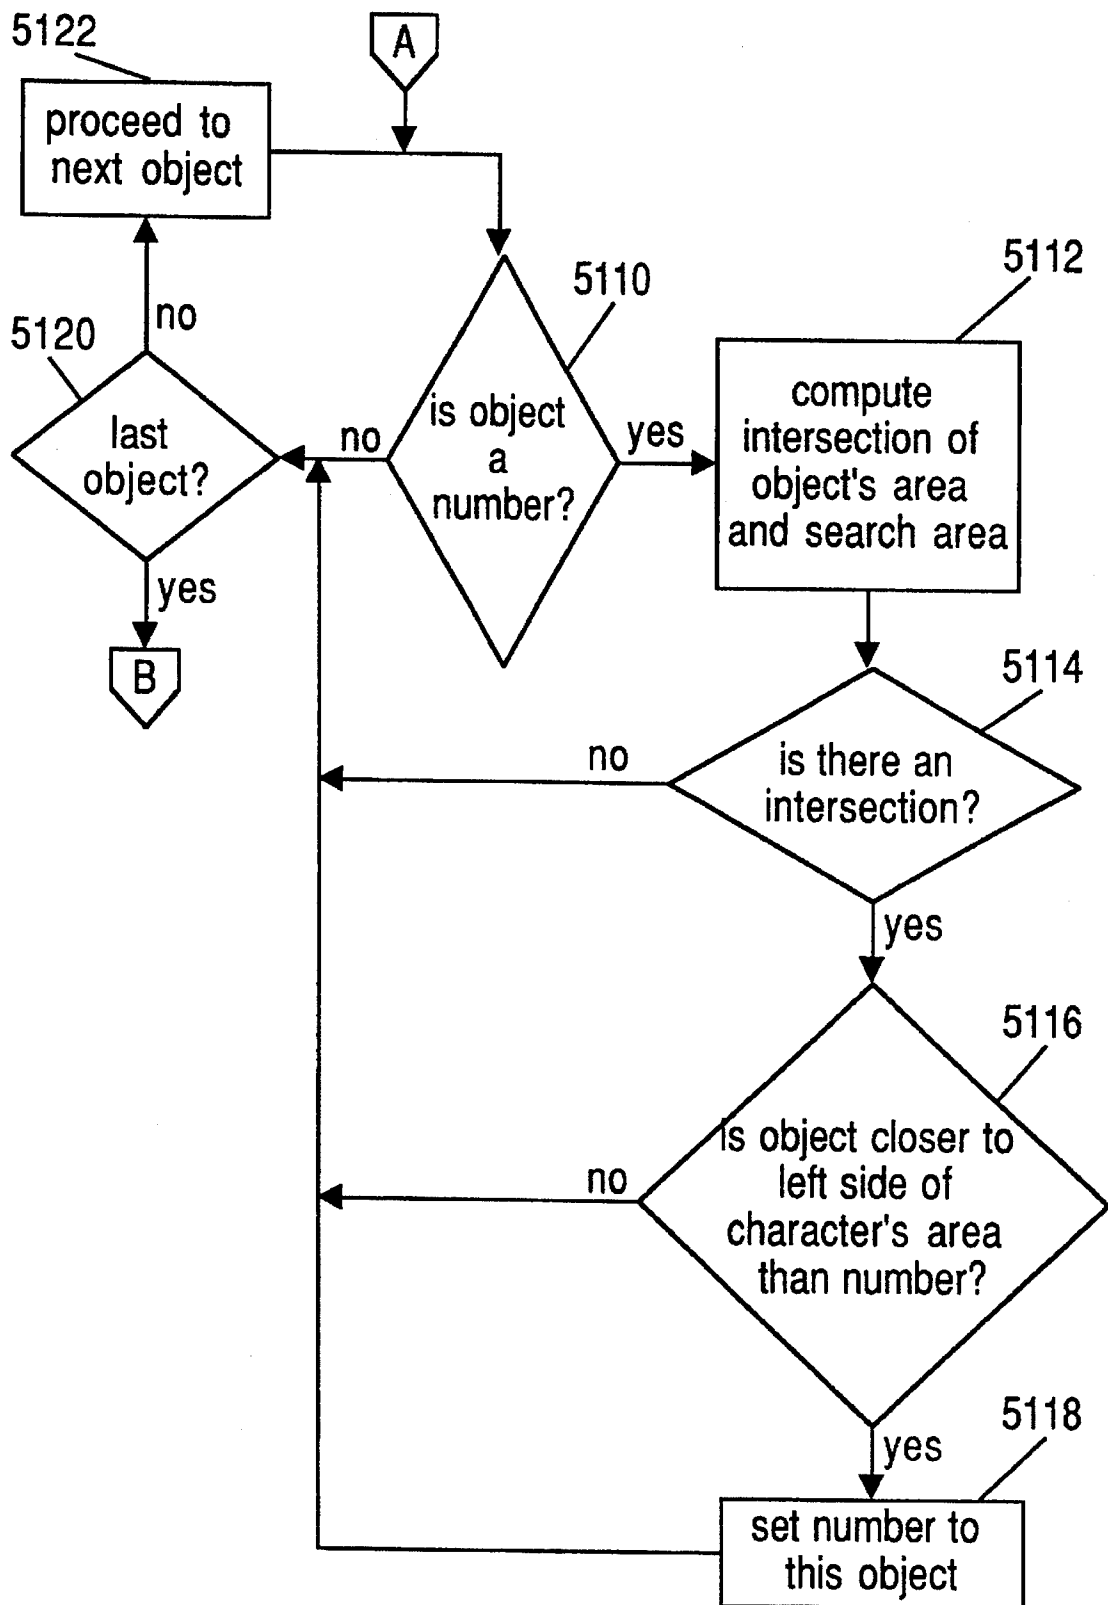 5122
A
proceed to
next object
5110
5112
no
5120
is object
a
number?
compute
intersection of
object's area
and search area
last
object?
no
yes
yes
B
5114
is there an
intersection?
no
yes
5116
is object closer to
left side of
character's area
than number?
no
yes
5118
set number to
this object